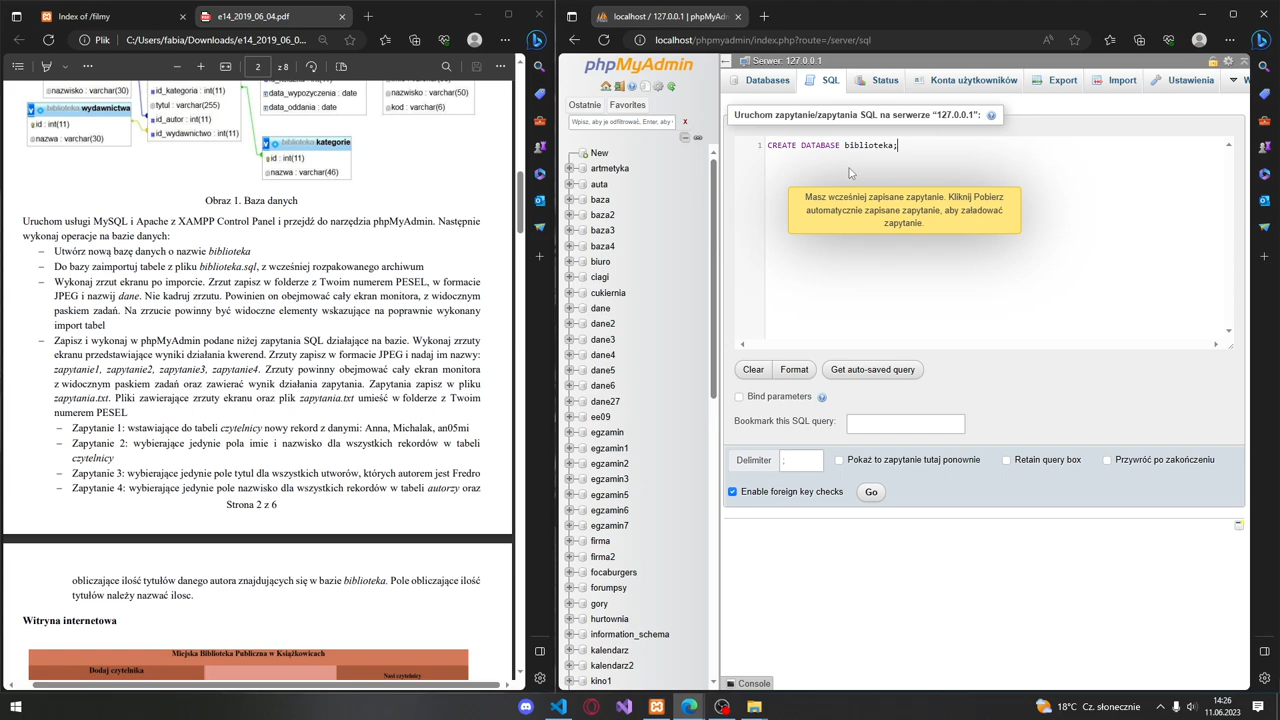 Index of /filmy
e14_2019_06_04.pdf
Plik
C:/Users/fabia/Downloads/e14_2019_06_0...
2
z 8
nazwisko : varchar(30)
id_kategoria : int(11)
tytul : varchar(255)
id_autor : int(11)
id_wydawnictwo : int(11)
data_wypozyczenia : date
data_oddania : date
nazwisko : varchar(50)
kod : varchar(6)
biblioteka wydawnictwa
id : int(11)
nazwa : varchar(30)
biblioteka kategorie
id : int(11)
nazwa : varchar(46)
Obraz 1. Baza danych
Uruchom usługi MySQL i Apache z XAMPP Control Panel i przejdź do narzędzia phpMyAdmin. Następnie
wykonaj operacje na bazie danych:
– Utwórz nową bazę danych o nazwie biblioteka
– Do bazy zaimportuj tabele z pliku biblioteka.sql, z wcześniej rozpakowanego archiwum
– Wykonaj zrzut ekranu po imporcie. Zrzut zapisz w folderze z Twoim numerem PESEL, w formacie
JPEG i nazwij dane. Nie kadruj zrzutu. Powinien on obejmować cały ekran monitora, z widocznym
paskiem zadań. Na zrzucie powinny być widoczne elementy wskazujące na poprawnie wykonany
import tabel
– Zapisz i wykonaj w phpMyAdmin podane niżej zapytania SQL działające na bazie. Wykonaj zrzuty
ekranu przedstawiające wyniki działania kwerend. Zrzuty zapisz w formacie JPEG i nadaj im nazwy:
zapytanie1, zapytanie2, zapytanie3, zapytanie4. Zrzuty powinny obejmować cały ekran monitora
z widocznym paskiem zadań oraz zawierać wynik działania zapytania. Zapytania zapisz w pliku
zapytania.txt. Pliki zawierające zrzuty ekranu oraz plik zapytania.txt umieść w folderze z Twoim
numerem PESEL
– Zapytanie 1: wstawiające do tabeli czytelnicy nowy rekord z danymi: Anna, Michalak, an05mi
– Zapytanie 2: wybierające jedynie pola imie i nazwisko dla wszystkich rekordów w tabeli
czytelnicy
– Zapytanie 3: wybierające jedynie pole tytul dla wszystkich utworów, których autorem jest Fredro
– Zapytanie 4: wybierające jedynie pole nazwisko dla wszystkich rekordów w tabeli autorzy oraz
Strona 2 z 6
obliczające ilość tytułów danego autora znajdujących się w bazie biblioteka. Pole obliczające ilość
tytułów należy nazwać ilosc.
Witryna internetowa
Miejska Biblioteka Publiczna w Książkowicach
Dodaj czytelnika
Nasi czytelnicy
localhost / 127.0.0.1 | phpMyAdm
localhost/phpmyadmin/index.php?route=/server/sql
phpMyAdmin
Ostatnie
Favorites
Wpisz, aby je odfiltrować, Enter, aby
X
New
artmetyka
auta
baza
baza2
baza3
baza4
biuro
ciagi
cukiernia
dane
dane2
dane3
dane4
dane5
dane6
dane27
ee09
egzamin
egzamin1
egzamin2
egzamin3
egzamin5
egzamin6
egzamin7
firma
firma2
focaburgers
forumpsy
gory
hurtownia
information_schema
kalendarz
kalendarz2
kino1
Serwer: 127.0.0.1
Databases
SQL
Status
Konta użytkowników
Export
Import
Ustawienia
W
Uruchom zapytanie/zapytania SQL na serwerze “127.0.0.1”:
1 CREATE DATABASE biblioteka;
Masz wcześniej zapisane zapytanie. Kliknij Pobierz
automatycznie zapisane zapytanie, aby załadować
zapytanie.
Clear
Format
Get auto-saved query
Bind parameters
Bookmark this SQL query:
Delimiter
;
Pokaż to zapytanie tutaj ponownie
Retain query box
Przywróć po zakończeniu
Enable foreign key checks
Go
Console
18°C Cz. słonecznie
14:26
11.06.2023